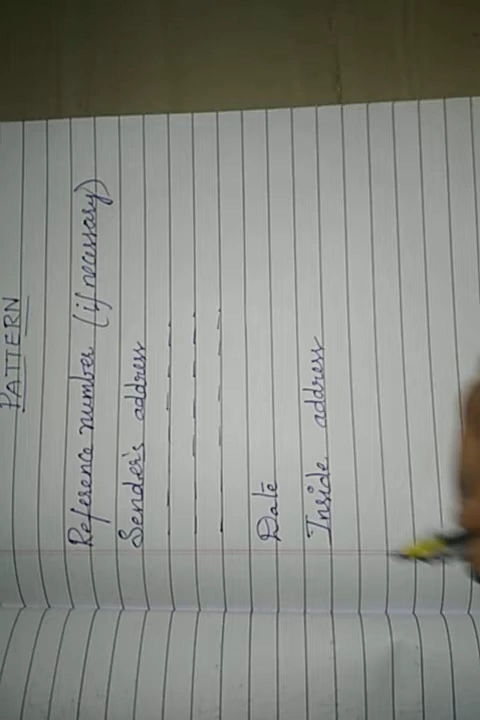 PATTERN
Reference number (if necessary)
Sender's address
Date
Inside address